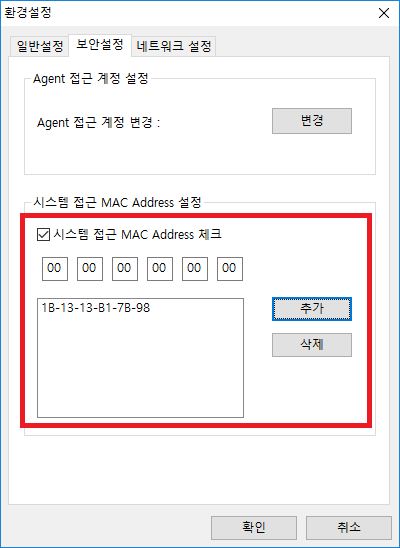 환경설정
일반설정 보안설정 네트워크 설정
Agent 접근 계정 설정
Agent 접근 계정 변경 : 변경
시스템 접근 MAC Address 설정
시스템 접근 MAC Address 체크
00 00 00 00 00 00
1B-13-13-B1-7B-98
추가
삭제
확인 취소